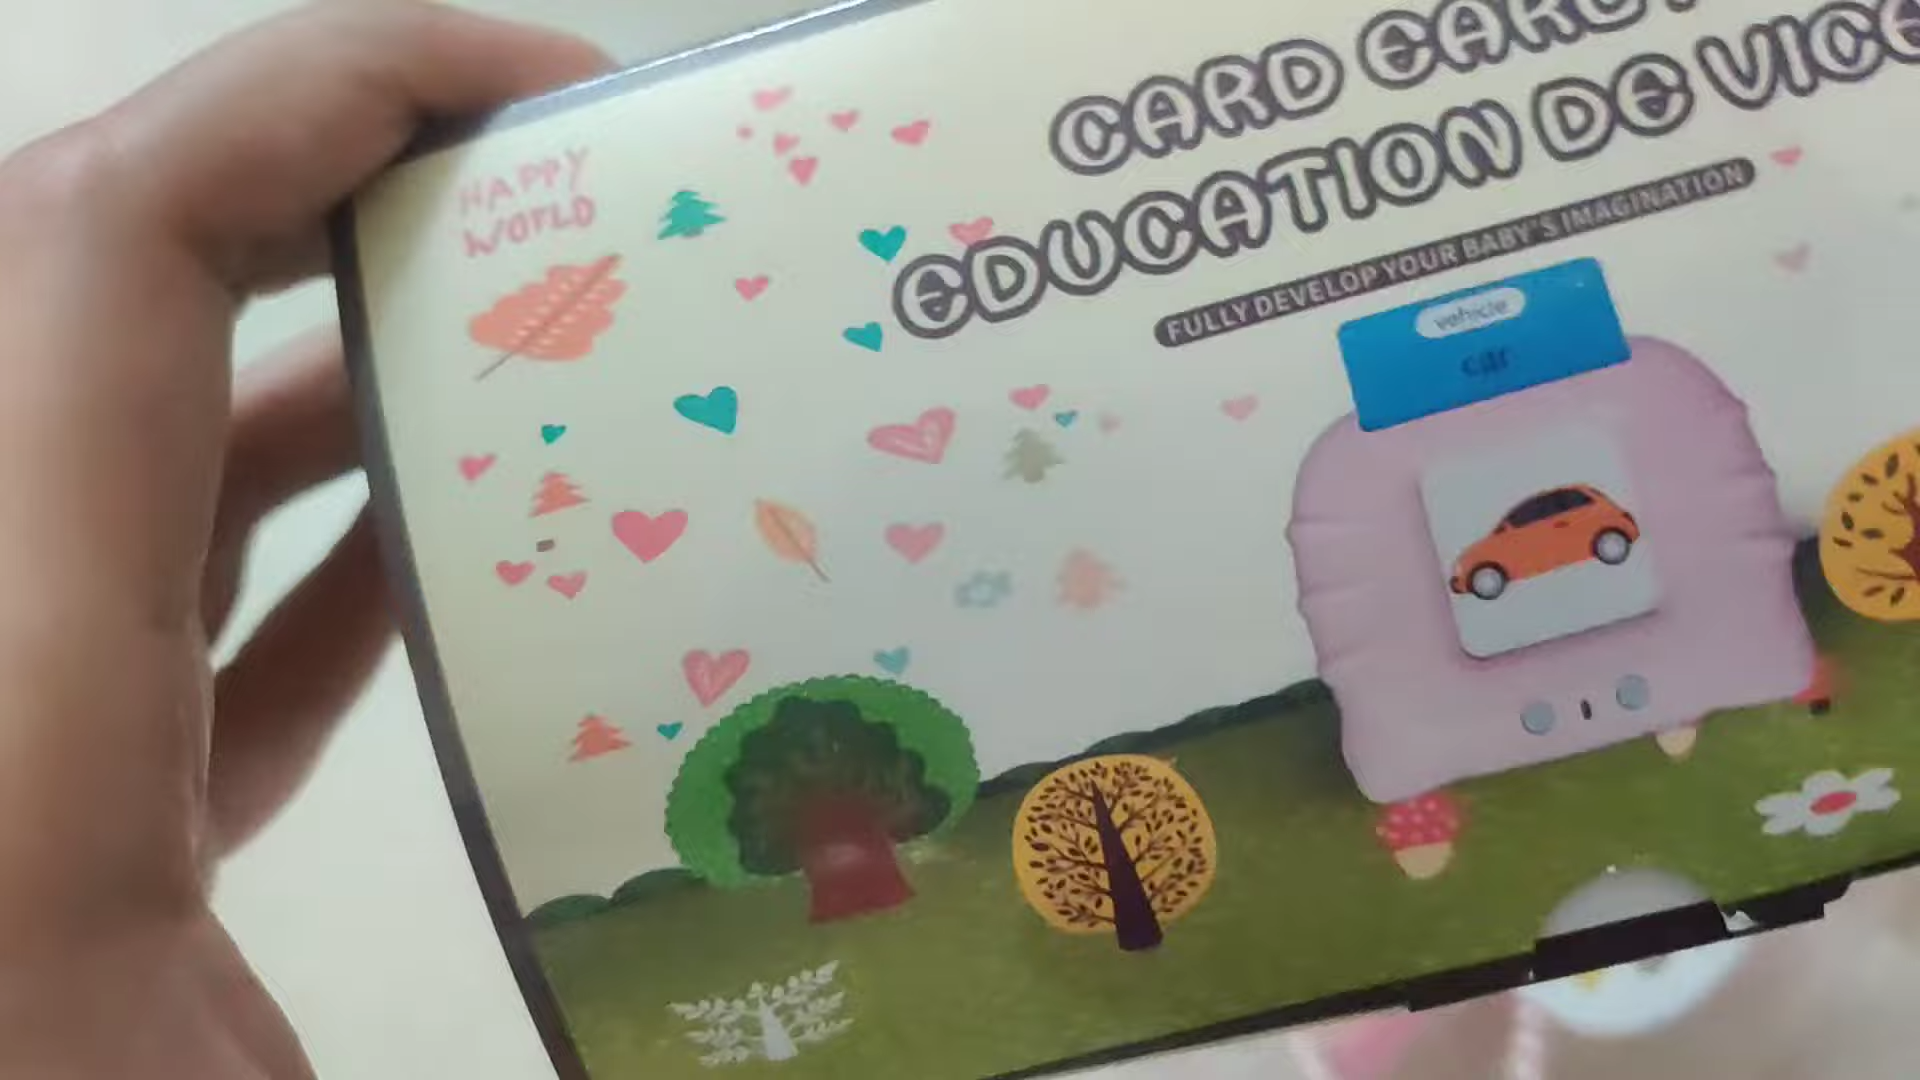 HAPPY
WORLD
CARD
EDUCATION DE VICE
FULLY DEVELOP YOUR BABY'S IMAGINATION
vehicle
car